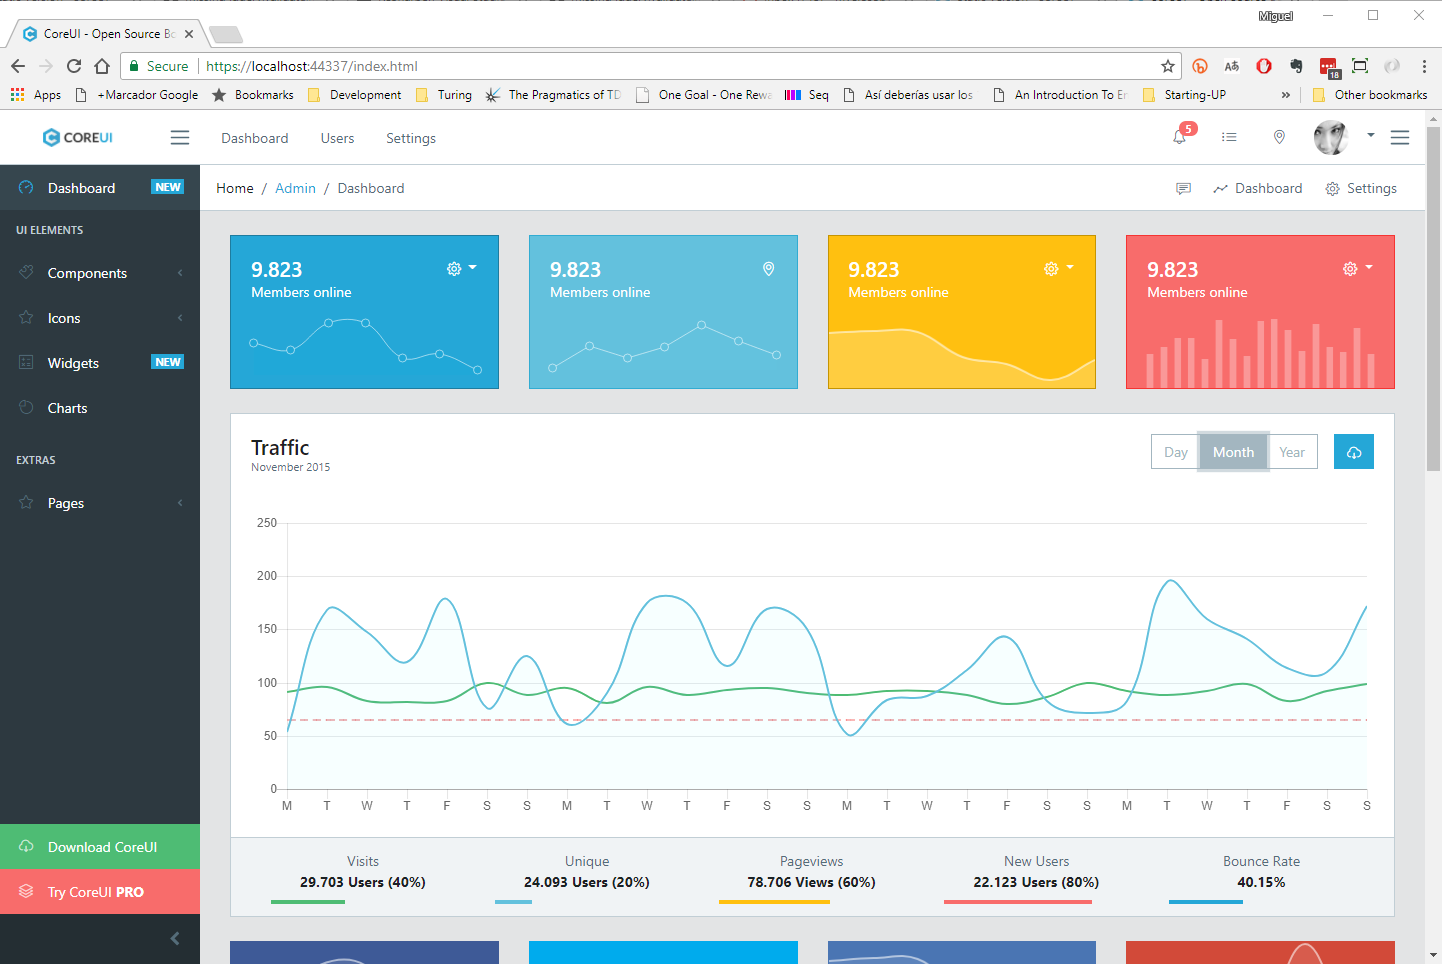 Miguel
CoreUI - Open Source Bo
Secure https://localhost:44337/index.html
18
Apps +Marcador Google Bookmarks Development Turing The Pragmatics of TD One Goal - One Rewa Seq Así deberías usar los An Introduction To Er Starting-UP » Other bookmarks
COREUI Dashboard Users Settings 5
Dashboard NEW
Home / Admin / Dashboard
Dashboard Settings
UI ELEMENTS
Components
Icons
Widgets NEW
Charts
EXTRAS
Pages
Download CoreUI
Try CoreUI PRO
9.823
Members online
9.823
Members online
9.823
Members online
9.823
Members online
Traffic
November 2015
Day Month Year
250
200
150
100
50
0
M T W T F S S M T W T F S S M T W T F S S M T W T F S S
Visits
29.703 Users (40%)
Unique
24.093 Users (20%)
Pageviews
78.706 Views (60%)
New Users
22.123 Users (80%)
Bounce Rate
40.15%